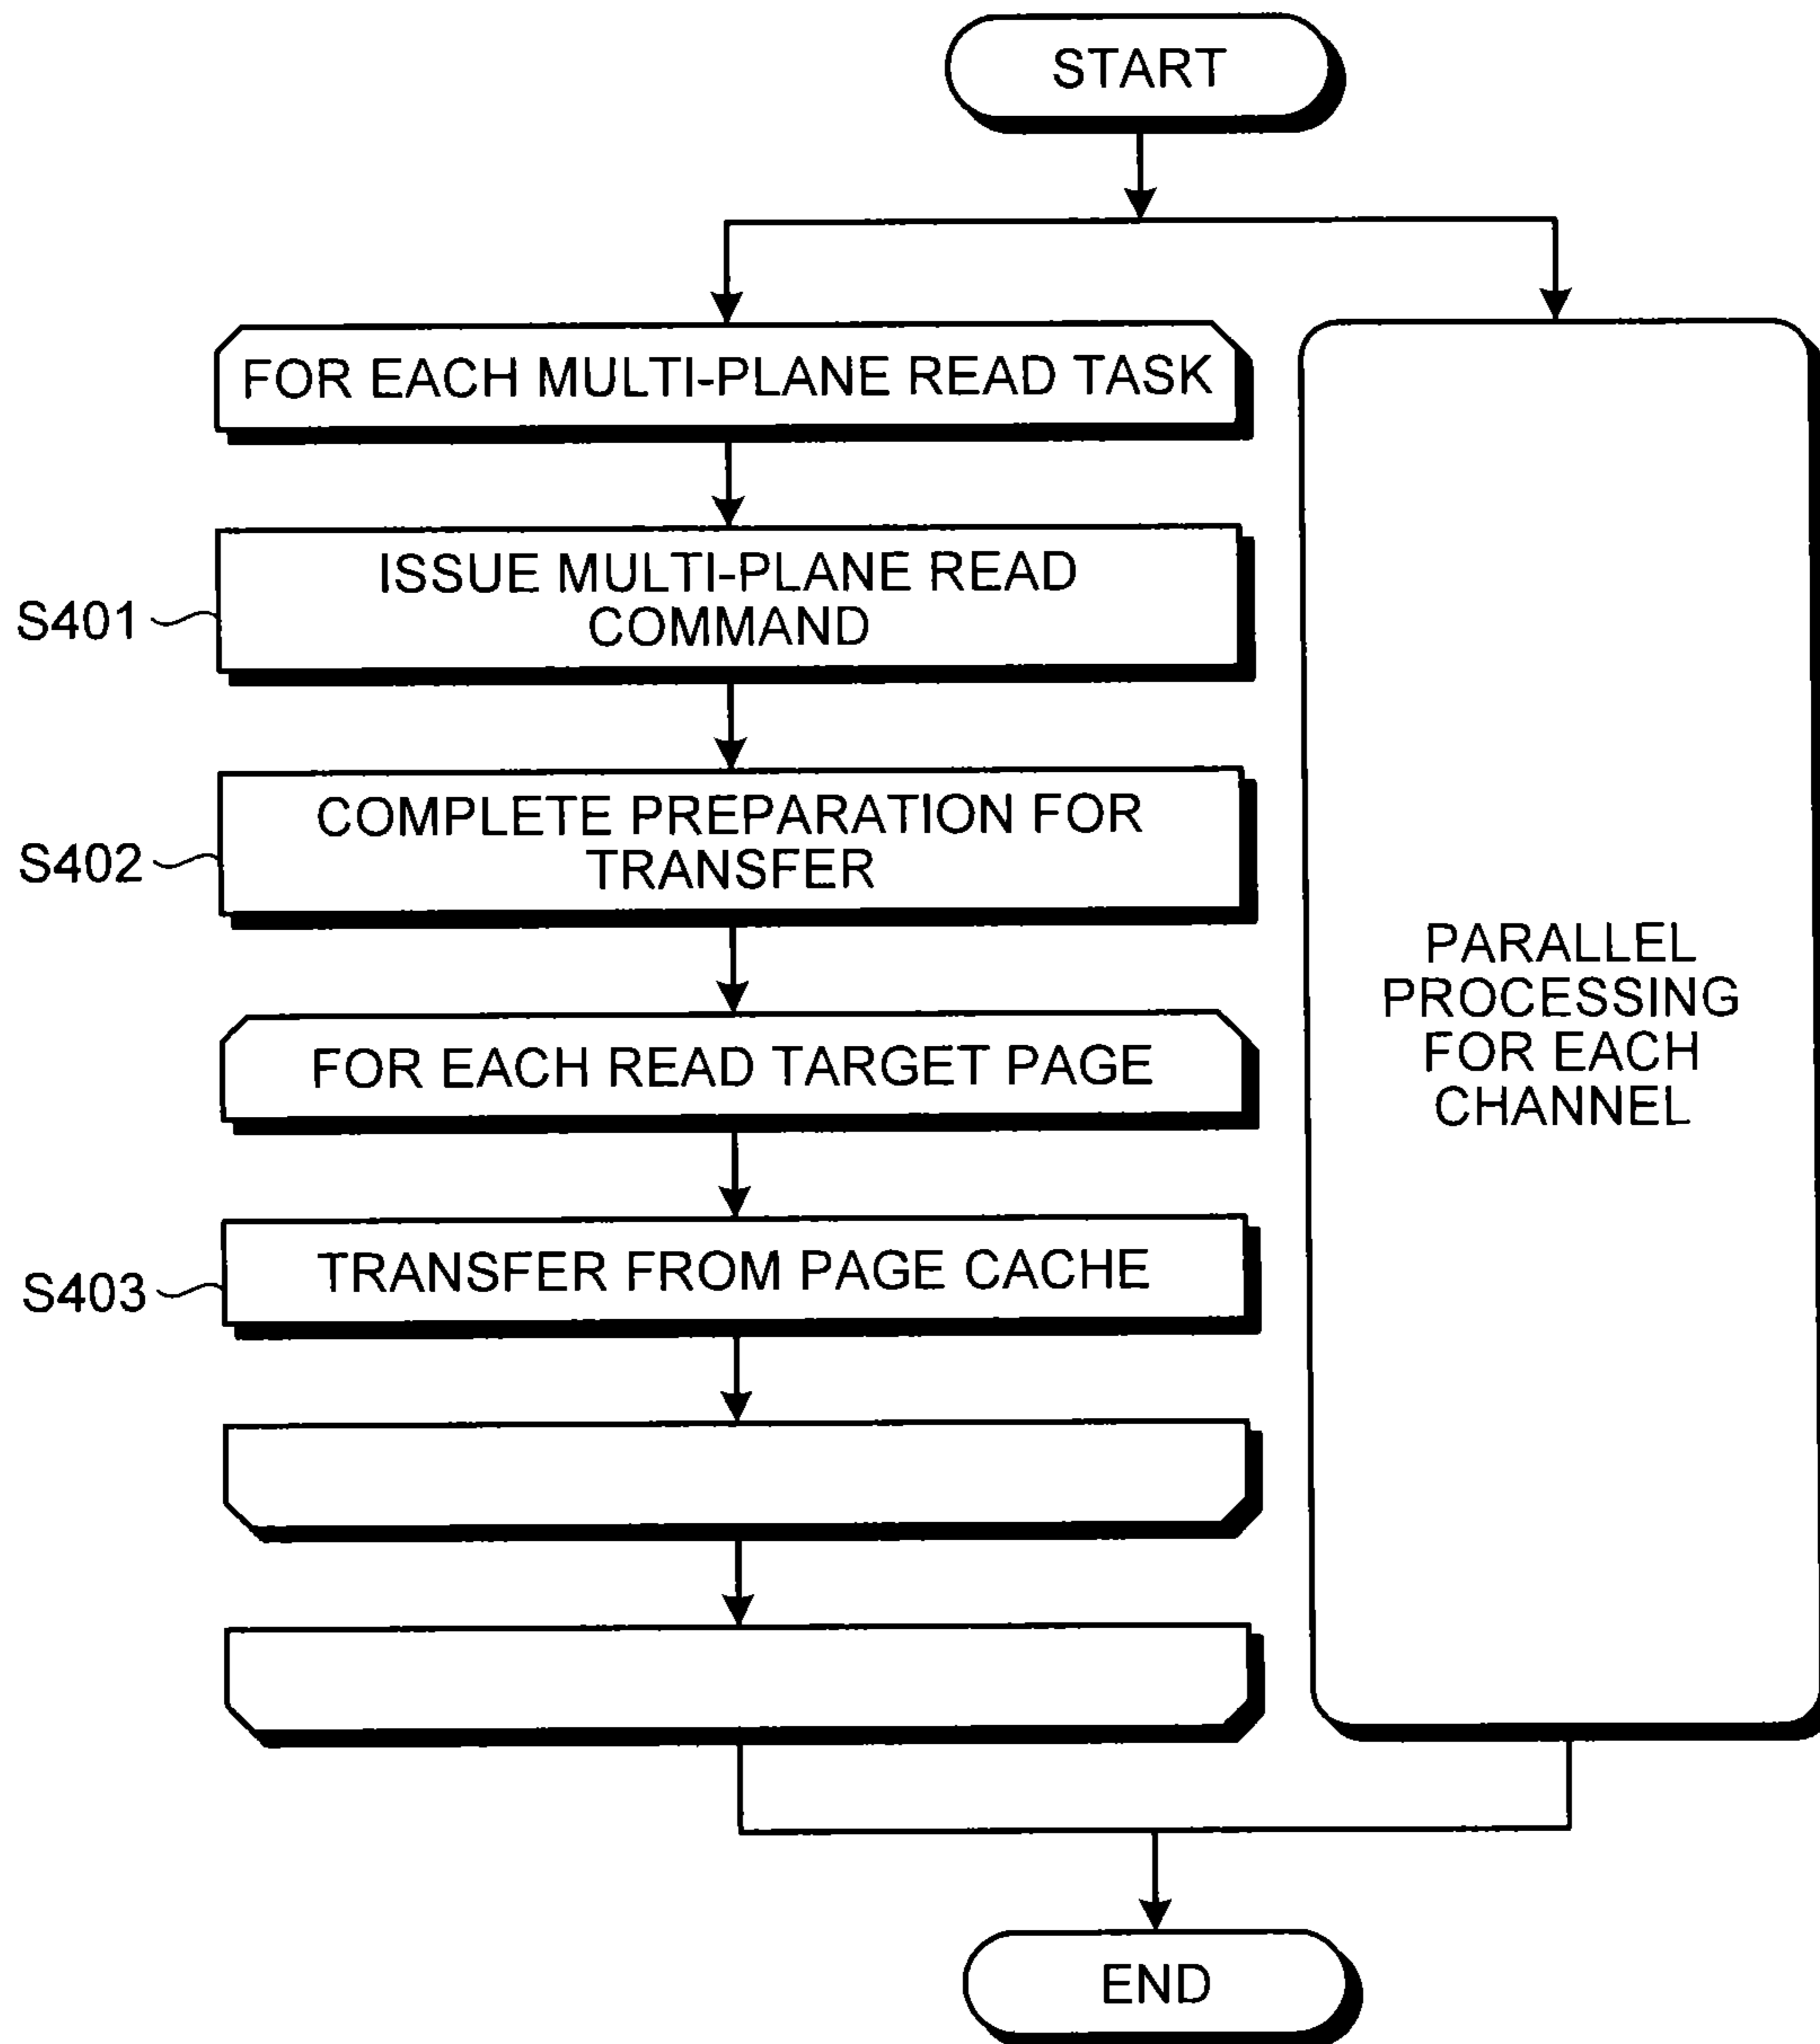 START
FOR EACH MULTI-PLANE READ TASK
S401
ISSUE MULTI-PLANE READ
COMMAND
S402
COMPLETE PREPARATION FOR
TRANSFER
FOR EACH READ TARGET PAGE
S403
TRANSFER FROM PAGE CACHE
PARALLEL
PROCESSING
FOR EACH
CHANNEL
END